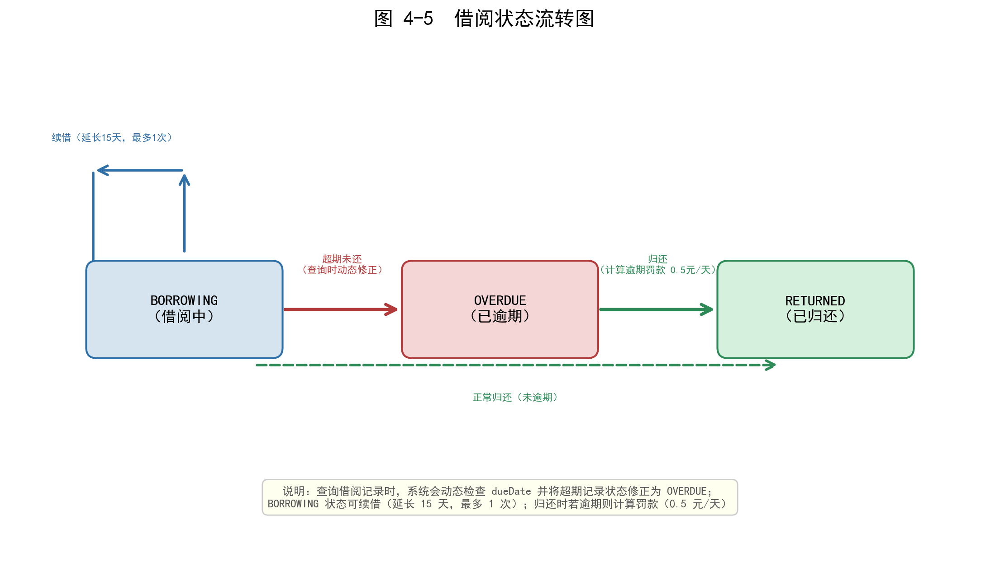 图 4-5  借阅状态流转图
续借（延长15天，最多1次）
超期未还
（查询时动态修正）
归还
（计算逾期罚款 0.5元/天）
BORROWING
（借阅中）
OVERDUE
（已逾期）
RETURNED
（已归还）
正常归还（未逾期）
说明：查询借阅记录时，系统会动态检查 dueDate 并将超期记录状态修正为 OVERDUE；
BORROWING 状态可续借（延长 15 天，最多 1 次）；归还时若逾期则计算罚款（0.5 元/天）